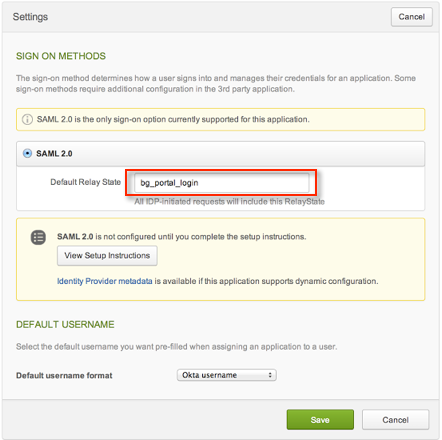 Settings
Cancel
SIGN ON METHODS
The sign-on method determines how a user signs into and manages their credentials for an application. Some
sign-on methods require additional configuration in the 3rd party application.
SAML 2.0 is the only sign-on option currently supported for this application.
SAML 2.0
Default Relay State
bg_portal_login
All IDP-initiated requests will include this RelayState
SAML 2.0 is not configured until you complete the setup instructions.
View Setup Instructions
Identity Provider metadata is available if this application supports dynamic configuration.
DEFAULT USERNAME
Select the default username you want pre-filled when assigning an application to a user.
Default username format
Okta username
Save
Cancel